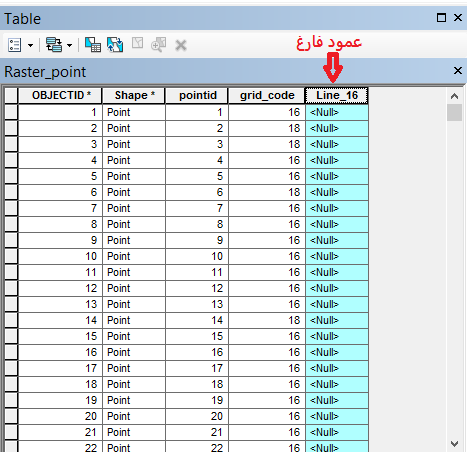 Table
عمود فارغ
Raster_point
OBJECTID * Shape * pointid grid_code Line_16
1 Point 1 16 <Null>
2 Point 2 18 <Null>
3 Point 3 18 <Null>
4 Point 4 16 <Null>
5 Point 5 16 <Null>
6 Point 6 18 <Null>
7 Point 7 16 <Null>
8 Point 8 16 <Null>
9 Point 9 16 <Null>
10 Point 10 16 <Null>
11 Point 11 16 <Null>
12 Point 12 16 <Null>
13 Point 13 16 <Null>
14 Point 14 18 <Null>
15 Point 15 16 <Null>
16 Point 16 16 <Null>
17 Point 17 16 <Null>
18 Point 18 16 <Null>
19 Point 19 16 <Null>
20 Point 20 16 <Null>
21 Point 21 16 <Null>
22 Point 22 16 <Null>